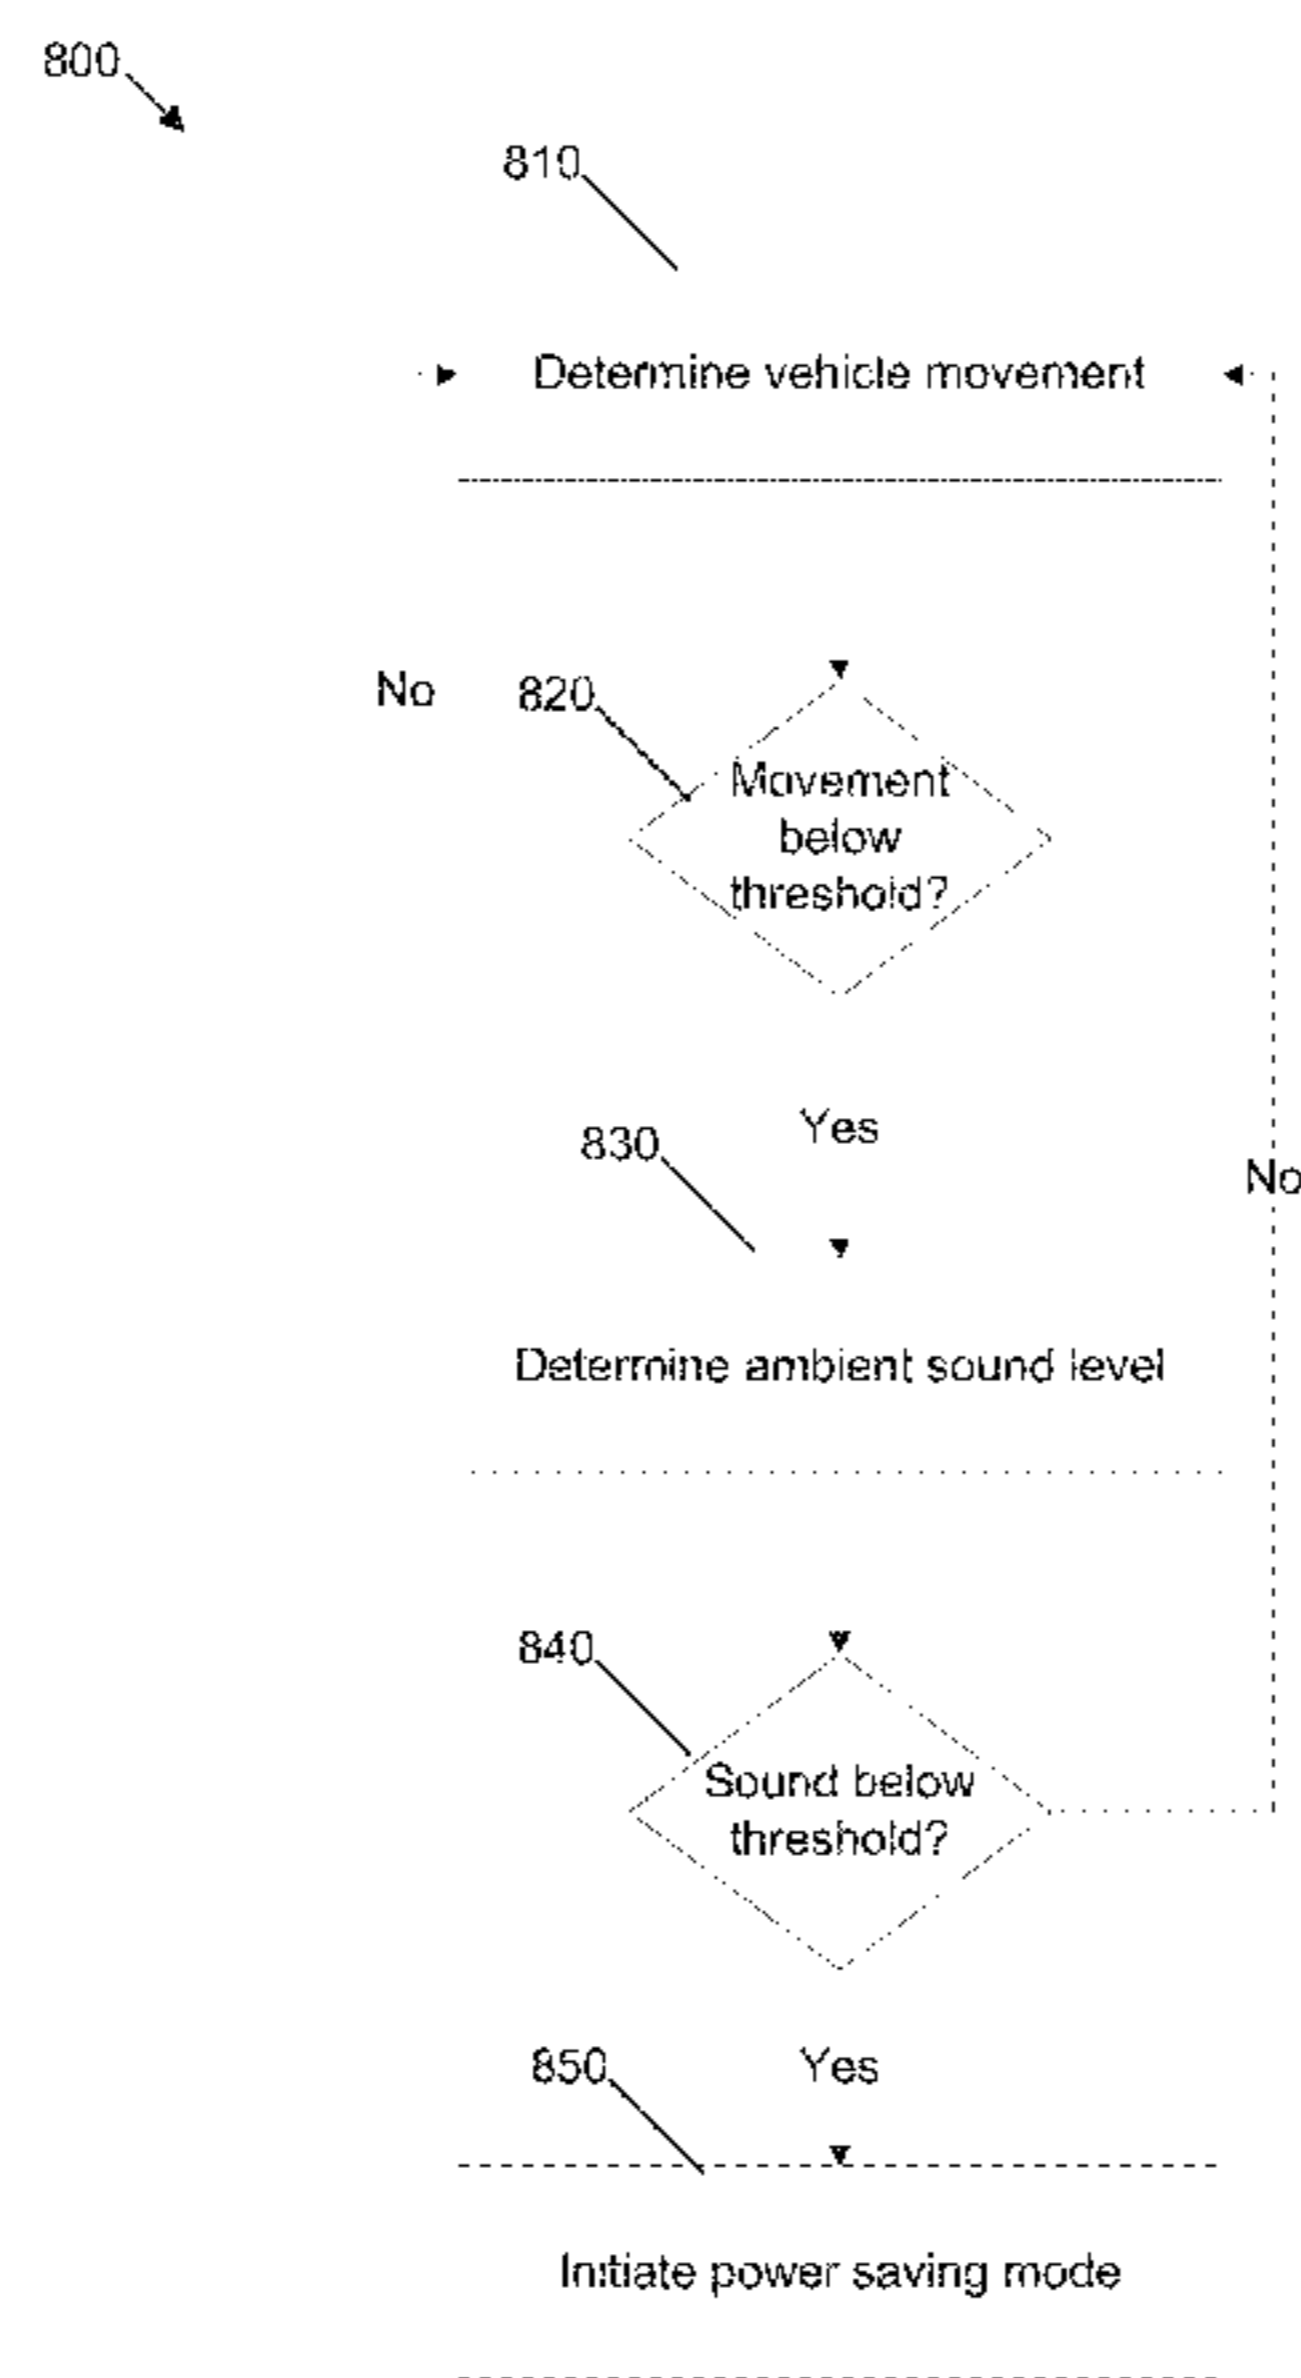 800
810
Determine vehicle movement
No
820
Movement
below
threshold?
Yes
830
No
Determine ambient sound level
840
Sound below
threshold?
Yes
850
Initiate power saving mode